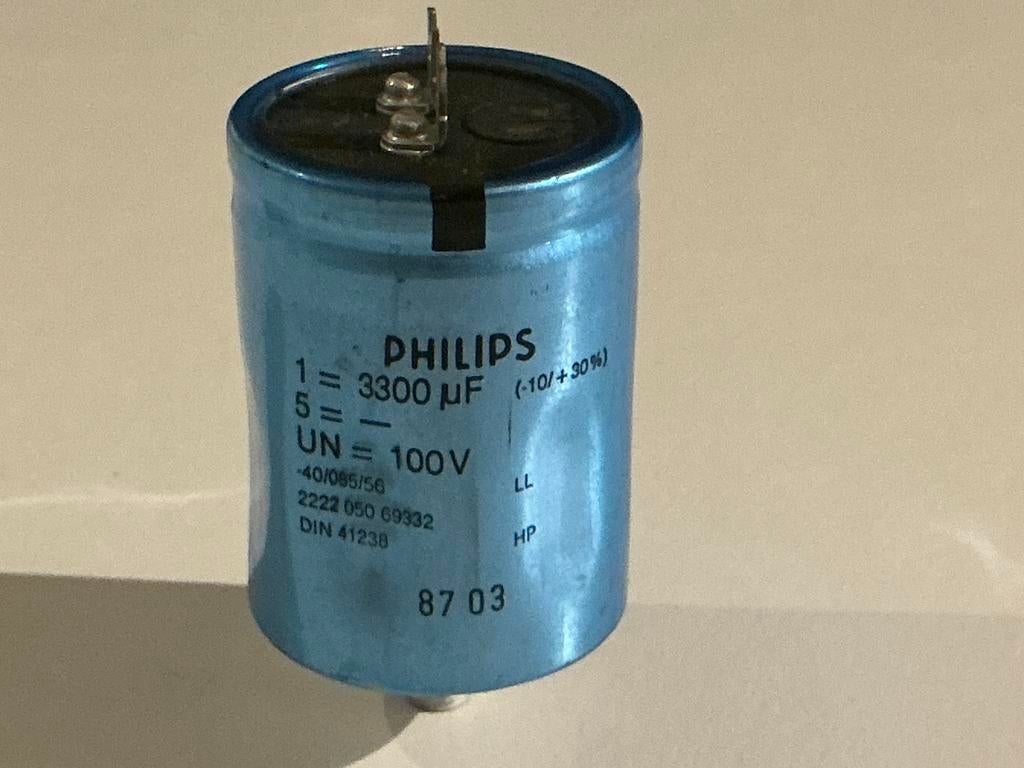 PHILIPS
1 = 3300 µF (-10/+30%)
5 = —
UN = 100V
-40/085/56 LL
2222 050 69332
DIN 41238 HP
87 03